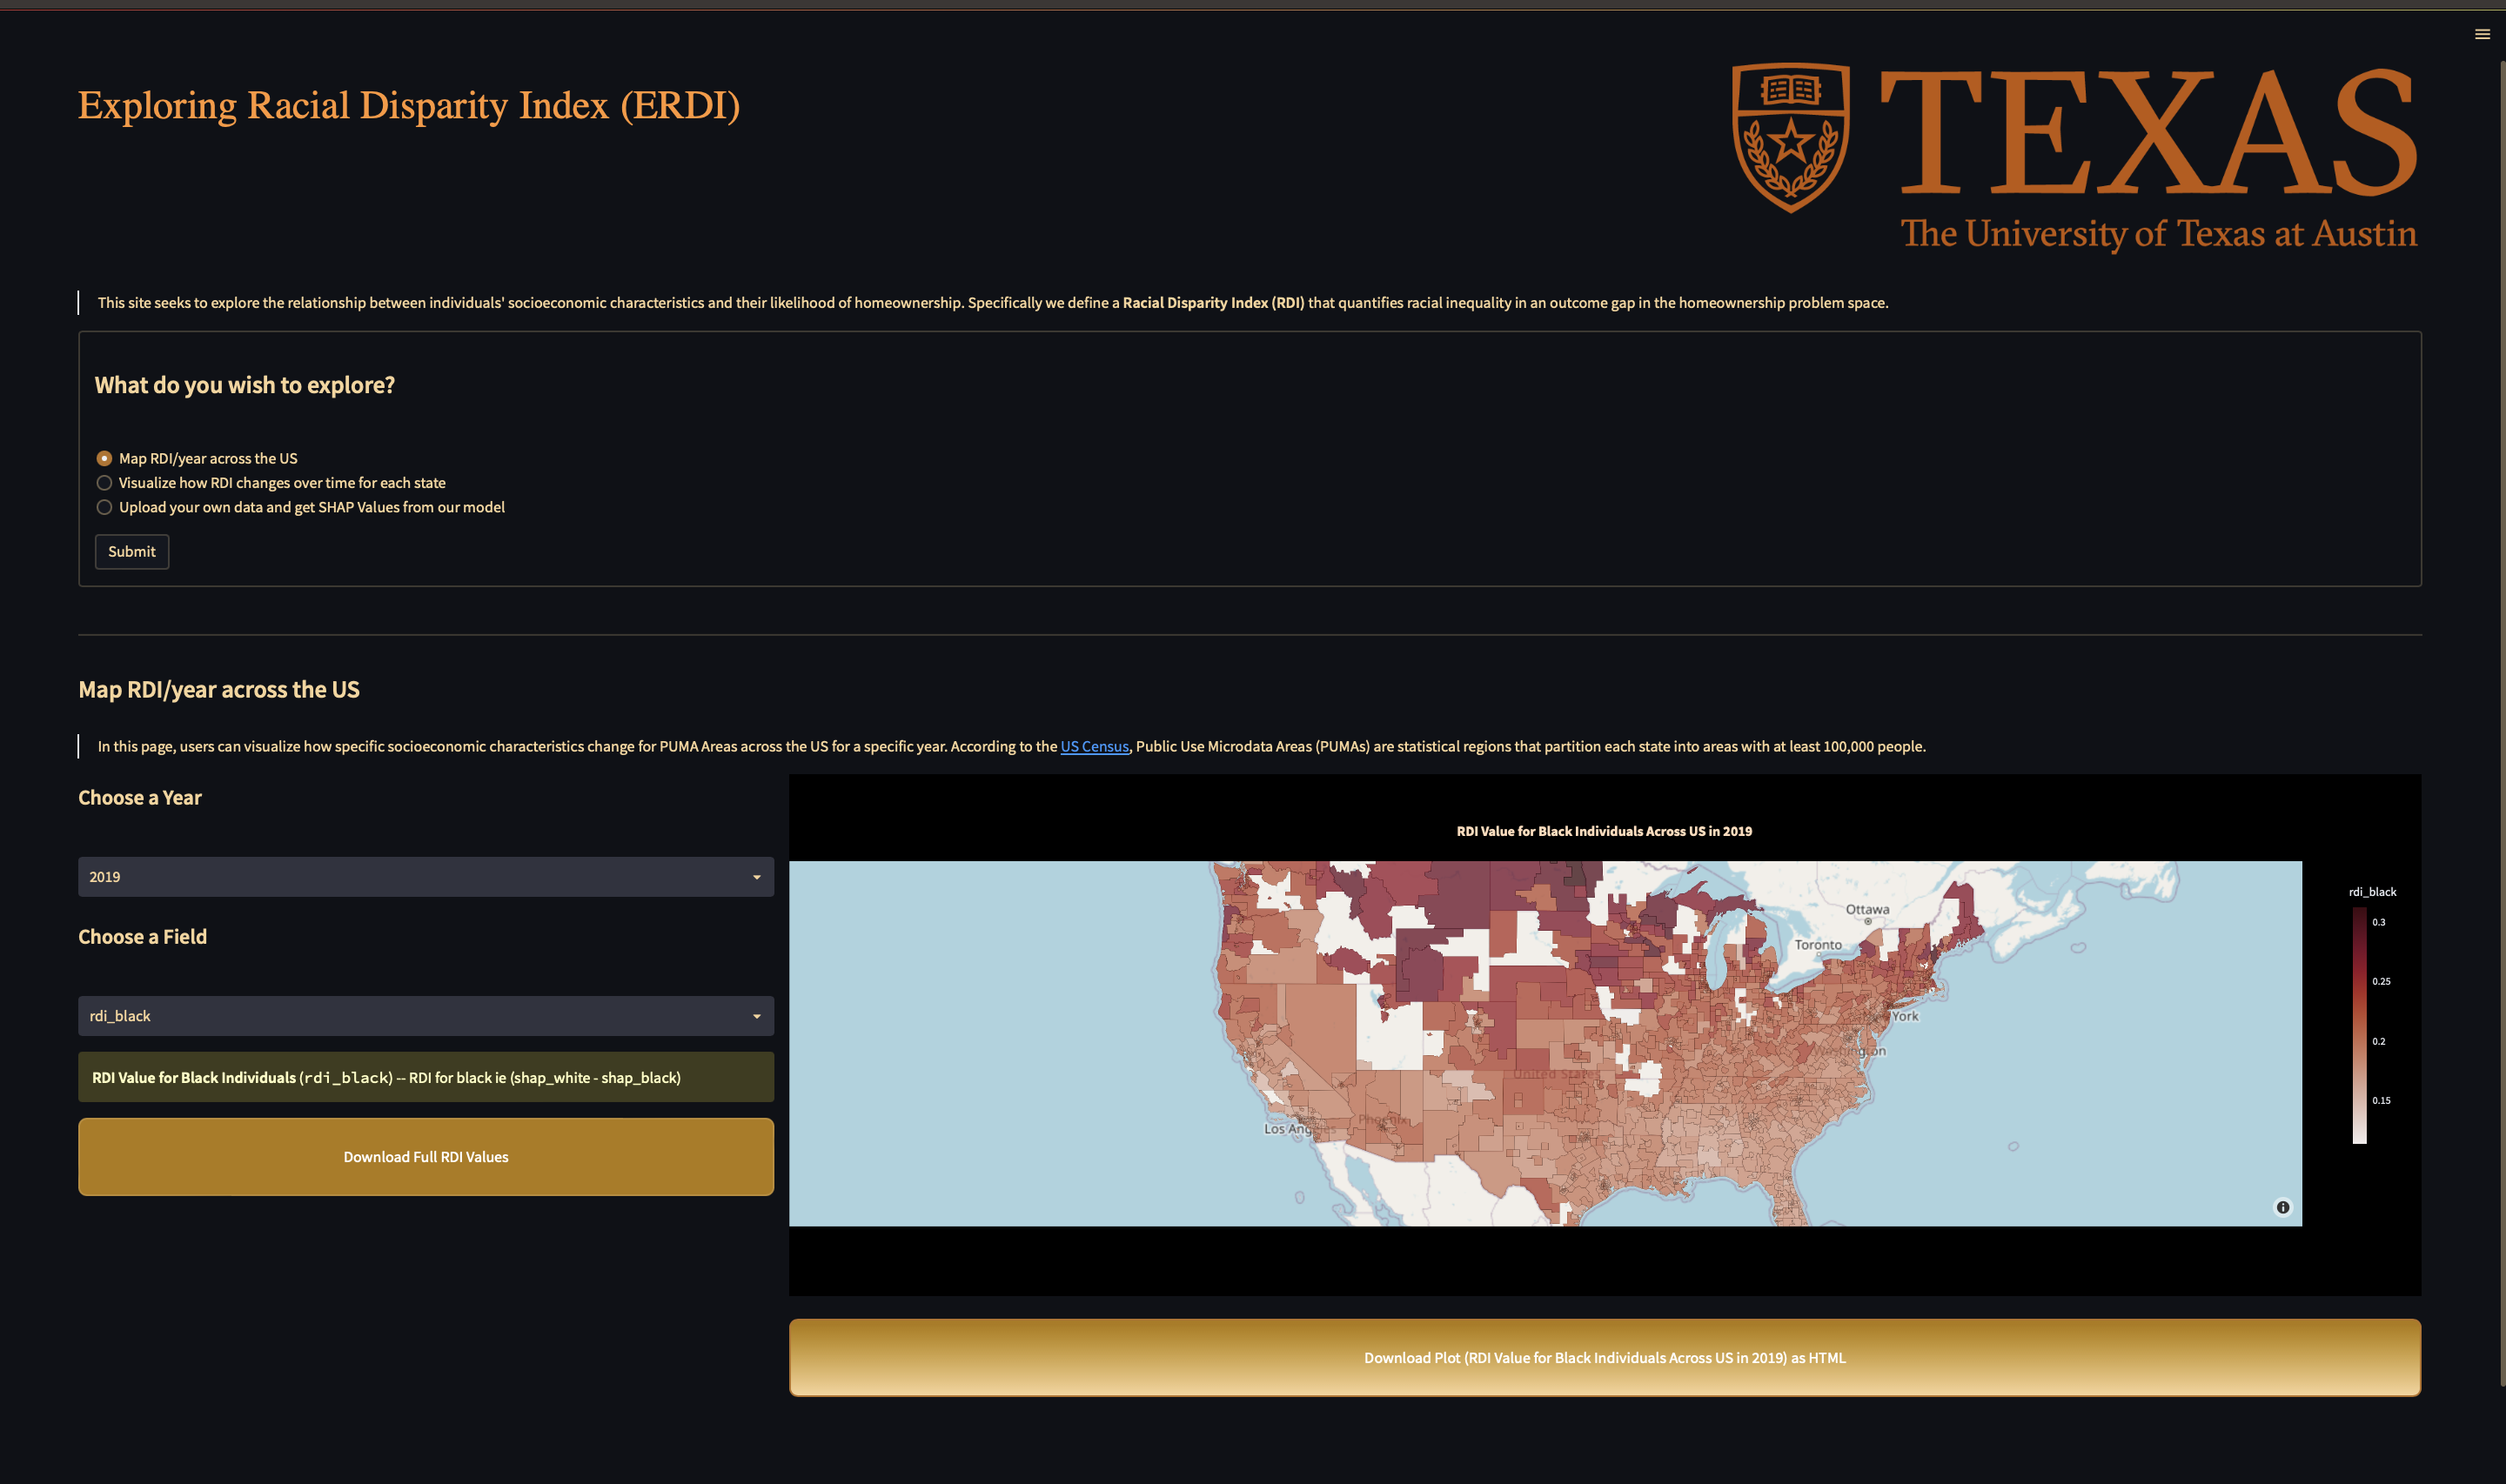 Exploring Racial Disparity Index (ERDI)
TEXAS
The University of Texas at Austin
This site seeks to explore the relationship between individuals' socioeconomic characteristics and their likelihood of homeownership. Specifically we define a Racial Disparity Index (RDI) that quantifies racial inequality in an outcome gap in the homeownership problem space.
What do you wish to explore?
Map RDI/year across the US
Visualize how RDI changes over time for each state
Upload your own data and get SHAP Values from our model
Submit
Map RDI/year across the US
In this page, users can visualize how specific socioeconomic characteristics change for PUMA Areas across the US for a specific year. According to the US Census, Public Use Microdata Areas (PUMAs) are statistical regions that partition each state into areas with at least 100,000 people.
Choose a Year
2019
Choose a Field
rdi_black
RDI Value for Black Individuals (rdi_black) -- RDI for black ie (shap_white - shap_black)
Download Full RDI Values
RDI Value for Black Individuals Across US in 2019
Ottawa
Toronto
York
Washington
United States
Phoenix
Los Angeles
rdi_black
0.3
0.25
0.2
0.15
Download Plot (RDI Value for Black Individuals Across US in 2019) as HTML